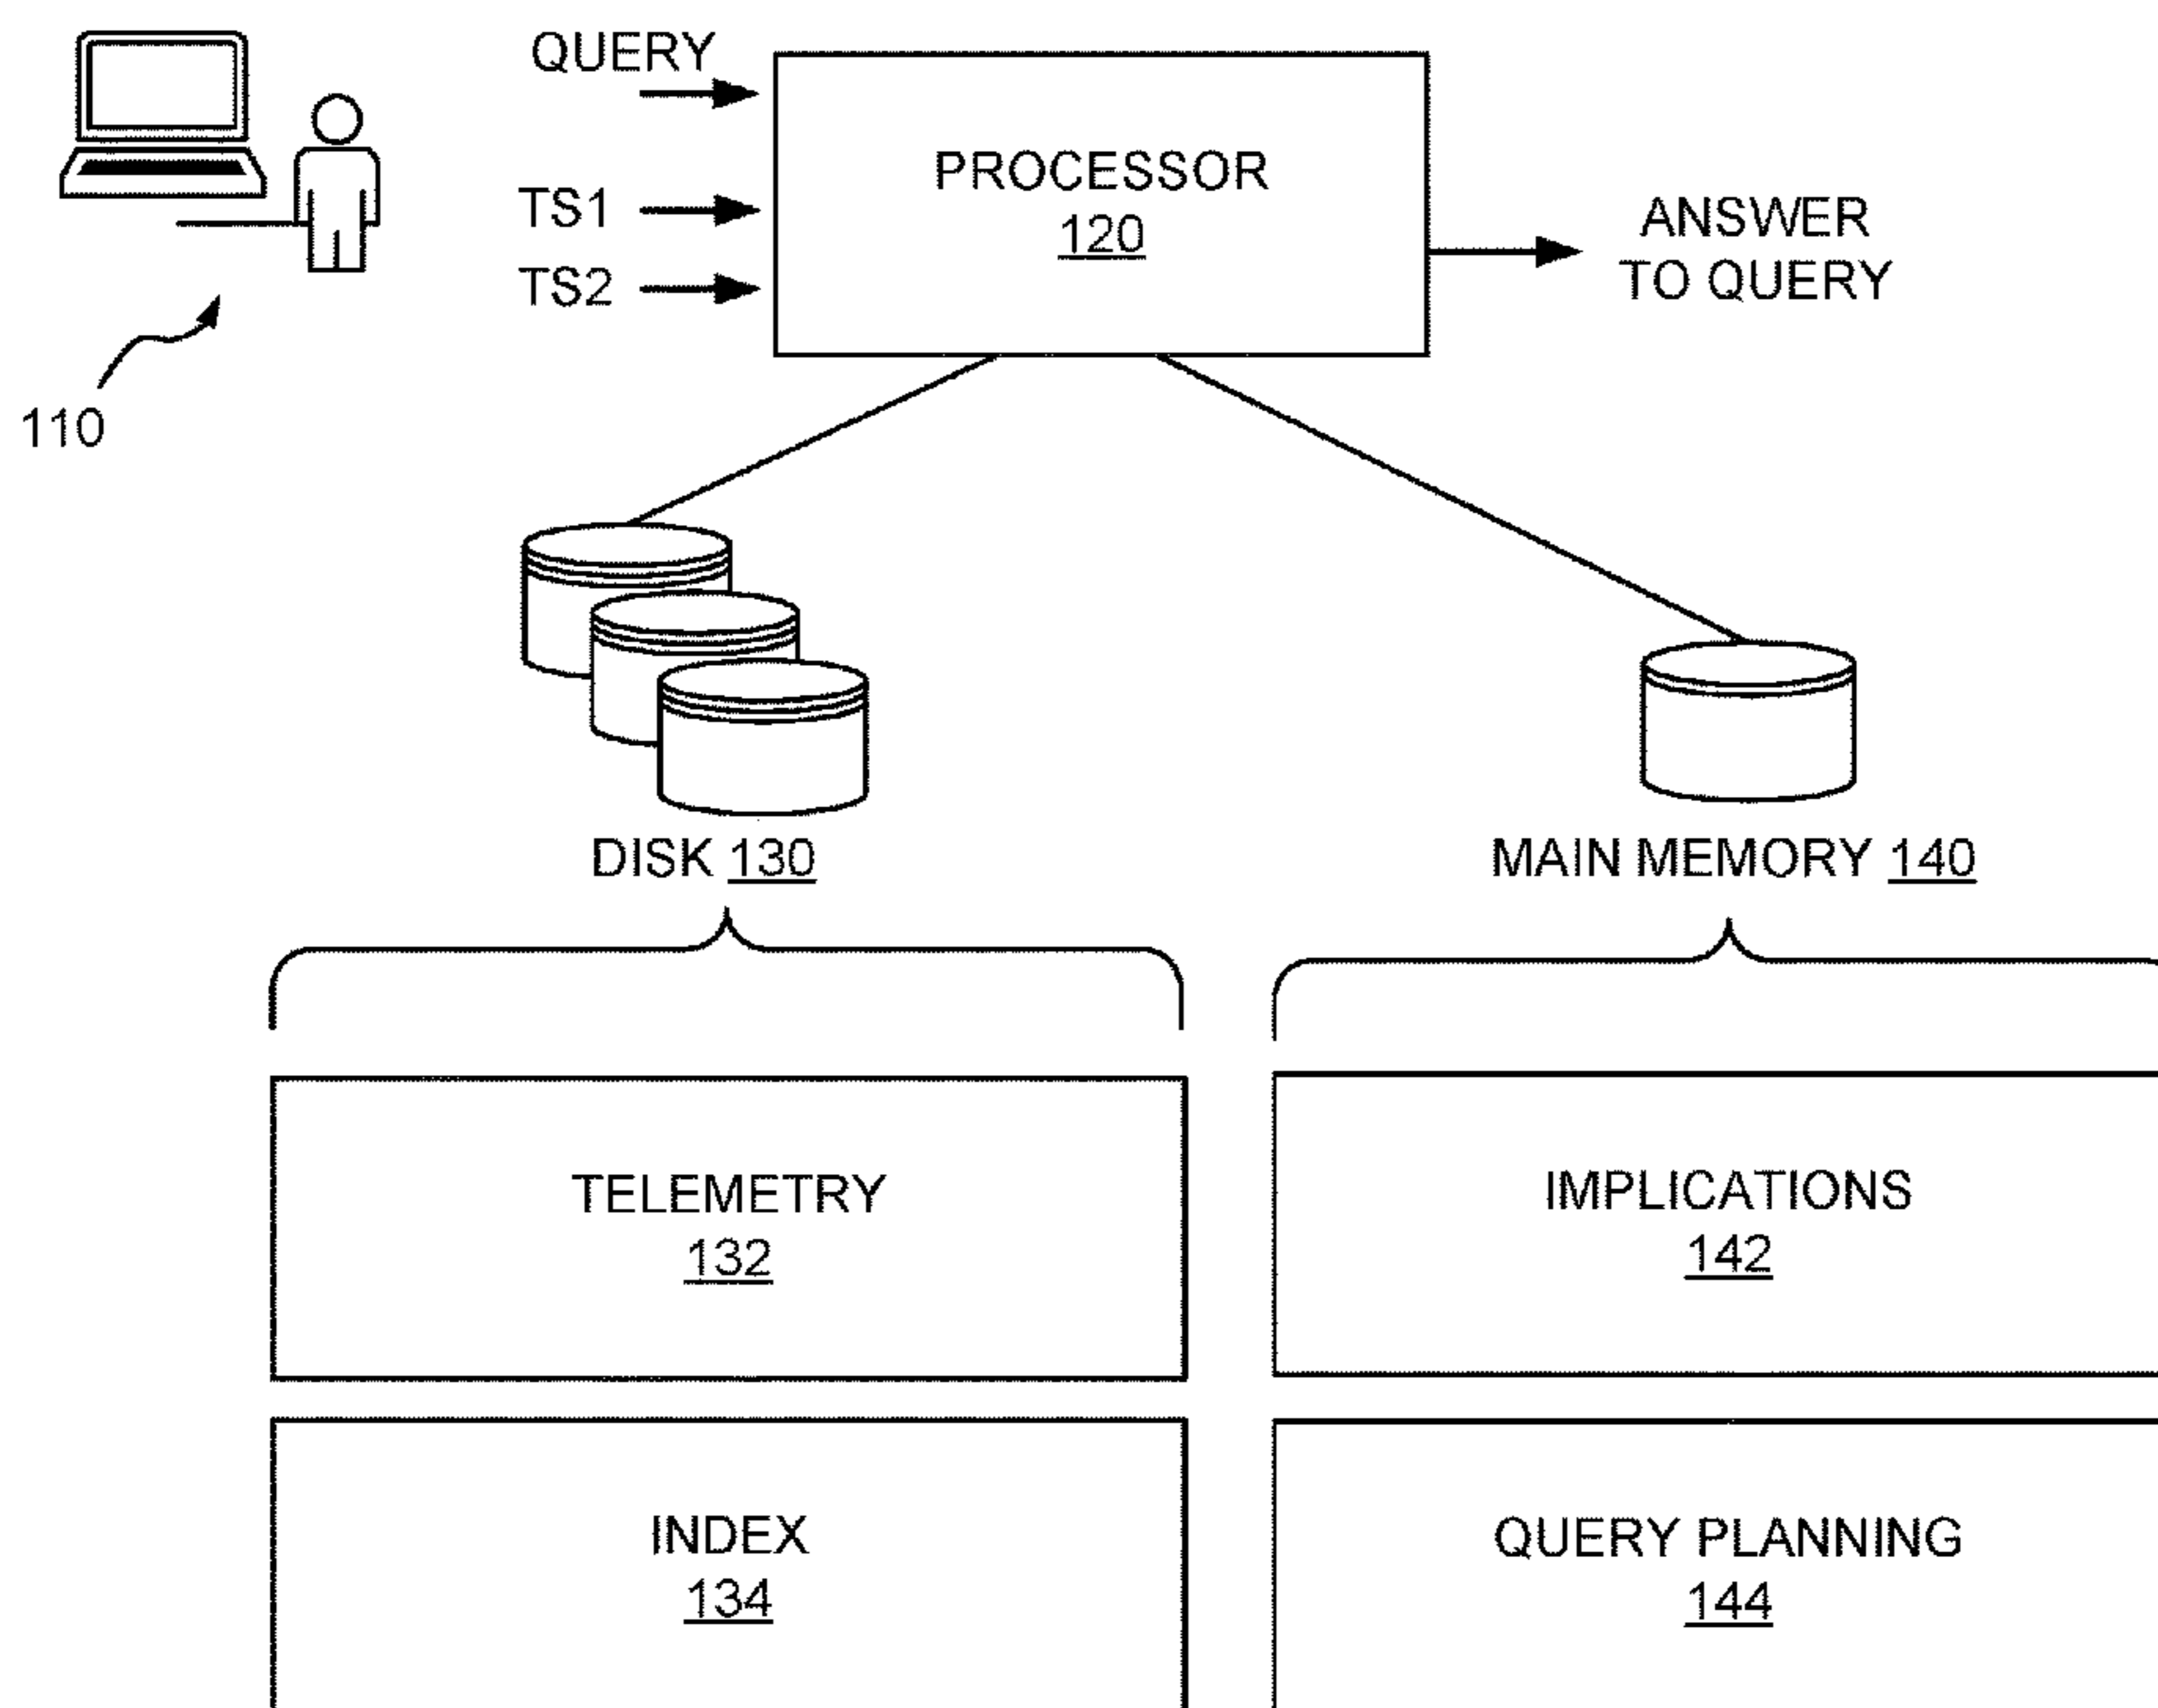 QUERY
PROCESSOR
120
TS1
TS2
ANSWER
TO QUERY
110
DISK 130
MAIN MEMORY 140
TELEMETRY
132
IMPLICATIONS
142
INDEX
134
QUERY PLANNING
144